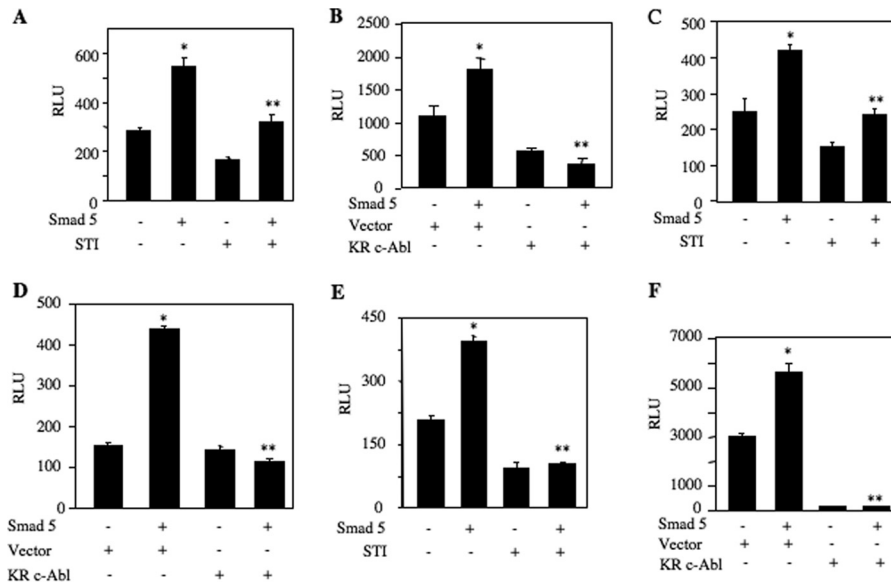 A
600
400
200
0
RLU
*
**
Smad 5 - + - +
STI - - + +
B
2500
2000
1500
1000
500
0
RLU
*
**
Smad 5 - + - +
Vector + + - -
KR c-Abl - - + +
C
500
400
300
200
100
0
RLU
*
**
Smad 5 - + - +
STI - - + +
D
500
400
300
200
100
0
RLU
*
**
Smad 5 - + - +
Vector + + - -
KR c-Abl - - + +
E
450
300
150
0
RLU
*
**
Smad 5 - + - +
STI - - + +
F
7000
5000
3000
1000
0
RLU
*
**
Smad 5 - + - +
Vector + + - -
KR c-Abl - - + +